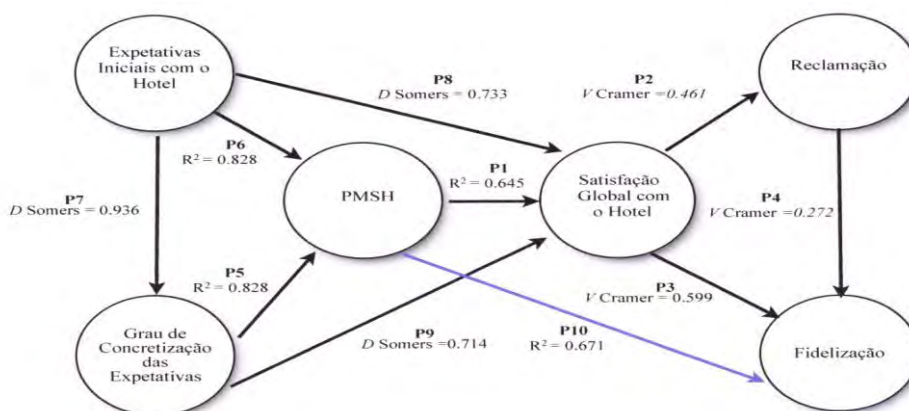 Expetativas
Iniciais com o
Hotel
Reclamação
P8
D Somers = 0.733
P2
V Cramer =0.461
P6
R² = 0.828
P7
D Somers = 0.936
PMSH
P1
R² = 0.645
Satisfação
Global com
o Hotel
P4
V Cramer =0.272
P5
R² = 0.828
P3
V Cramer = 0.599
Grau de
Concretização
das
Expetativas
P9
D Somers =0.714
P10
R² = 0.671
Fidelização